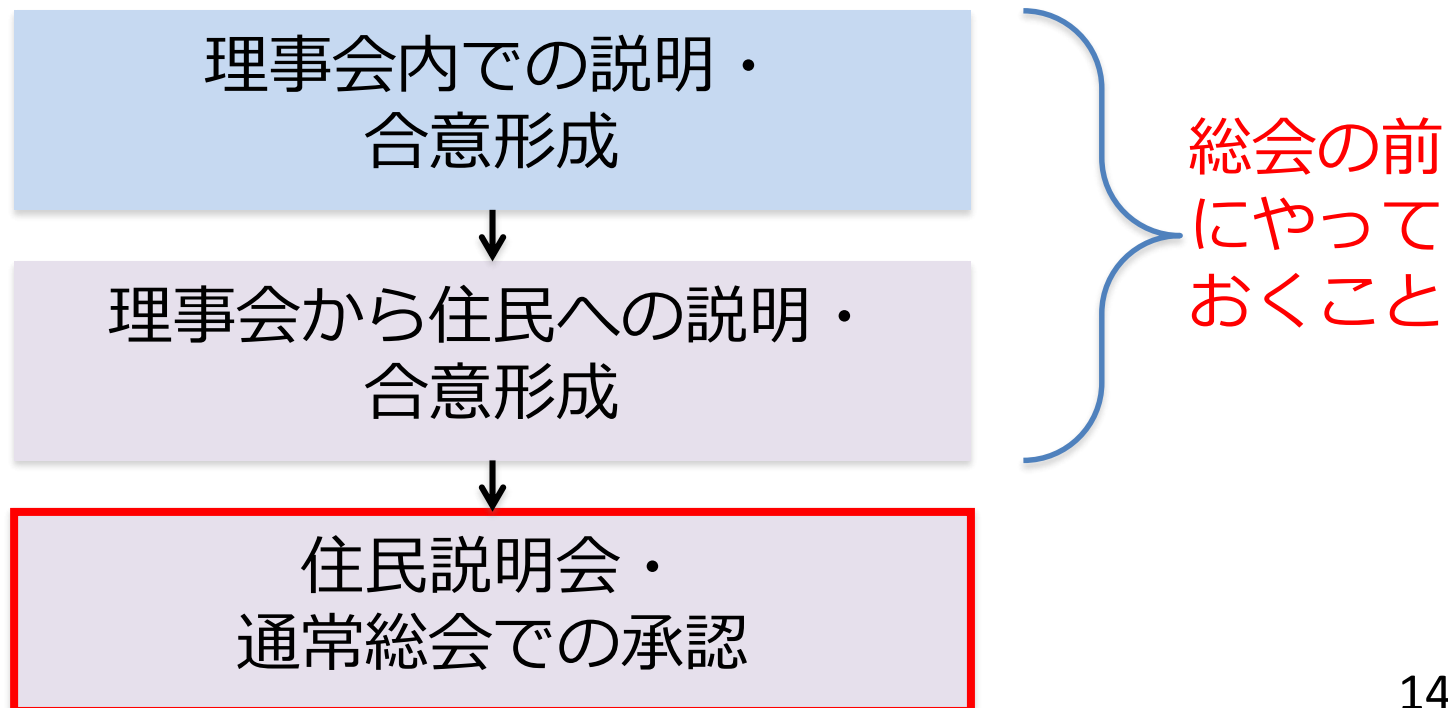 理事会内での説明・
合意形成
理事会から住民への説明・
合意形成
住民説明会・
通常総会での承認
総会の前
にやって
おくこと
14